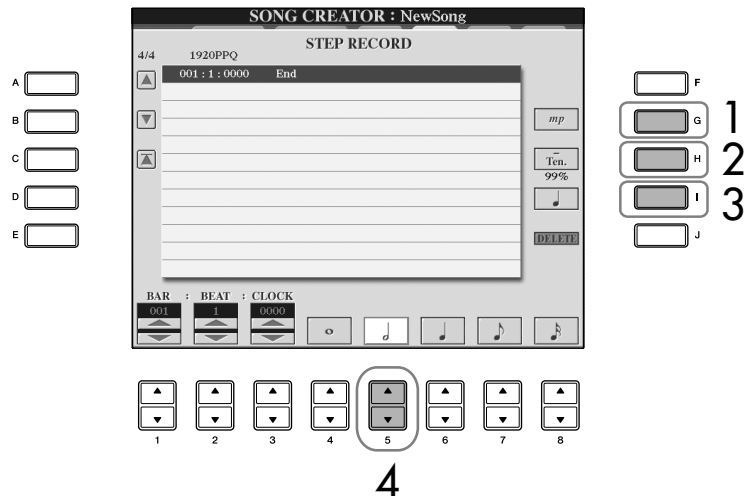 SONG CREATOR : NewSong
STEP RECORD
4/4 1920PPQ
001 : 1 : 0000 End
A
B
C
D
E
F
G
H
I
J
1
2
3
mp
Ten.
99%
DELETE
BAR : BEAT : CLOCK
001 1 0000
1 2 3 4 5 6 7 8
4